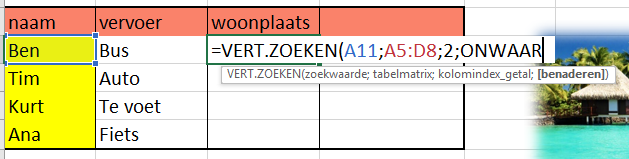 naam vervoer woonplaats
Ben Bus =VERT.ZOEKEN(A11;A5:D8;2;ONWAAR
VERT.ZOEKEN(zoekwaarde; tabelmatrix; kolomindex_getal; [benaderen])
Tim Auto
Kurt Te voet
Ana Fiets